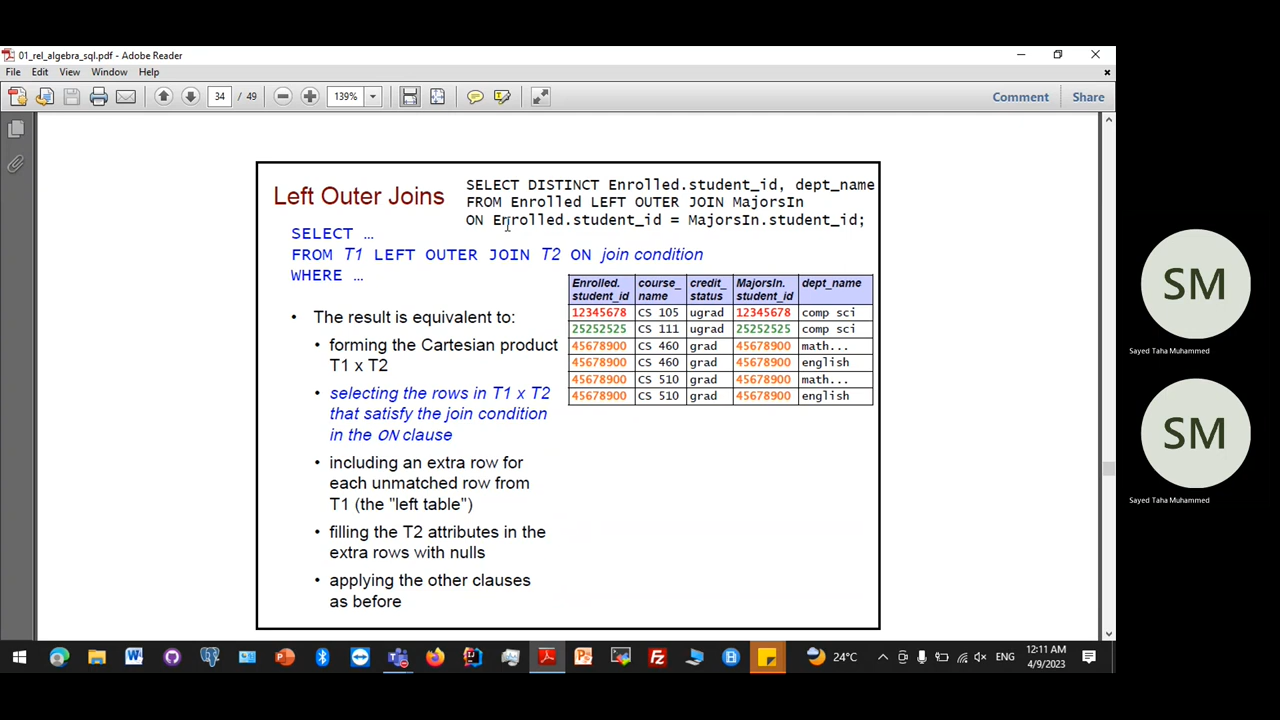 01_rel_algebra_sql.pdf - Adobe Reader
File Edit View Window Help
34 / 49 139% Comment Share
Left Outer Joins
SELECT DISTINCT Enrolled.student_id, dept_name
FROM Enrolled LEFT OUTER JOIN MajorsIn
ON Enrolled.student_id = MajorsIn.student_id;
SELECT …
FROM T1 LEFT OUTER JOIN T2 ON join condition
WHERE …
• The result is equivalent to:
• forming the Cartesian product
T1 x T2
• selecting the rows in T1 x T2
that satisfy the join condition
in the ON clause
• including an extra row for
each unmatched row from
T1 (the "left table")
• filling the T2 attributes in the
extra rows with nulls
• applying the other clauses
as before
Enrolled. student_id course_ name credit_ status MajorsIn. student_id dept_name
12345678 CS 105 ugrad 12345678 comp sci
25252525 CS 111 ugrad 25252525 comp sci
45678900 CS 460 grad 45678900 math...
45678900 CS 460 grad 45678900 english
45678900 CS 510 grad 45678900 math...
45678900 CS 510 grad 45678900 english
SM
Sayed Taha Muhammed
SM
Sayed Taha Muhammed
24°C ENG 12:11 AM
4/9/2023